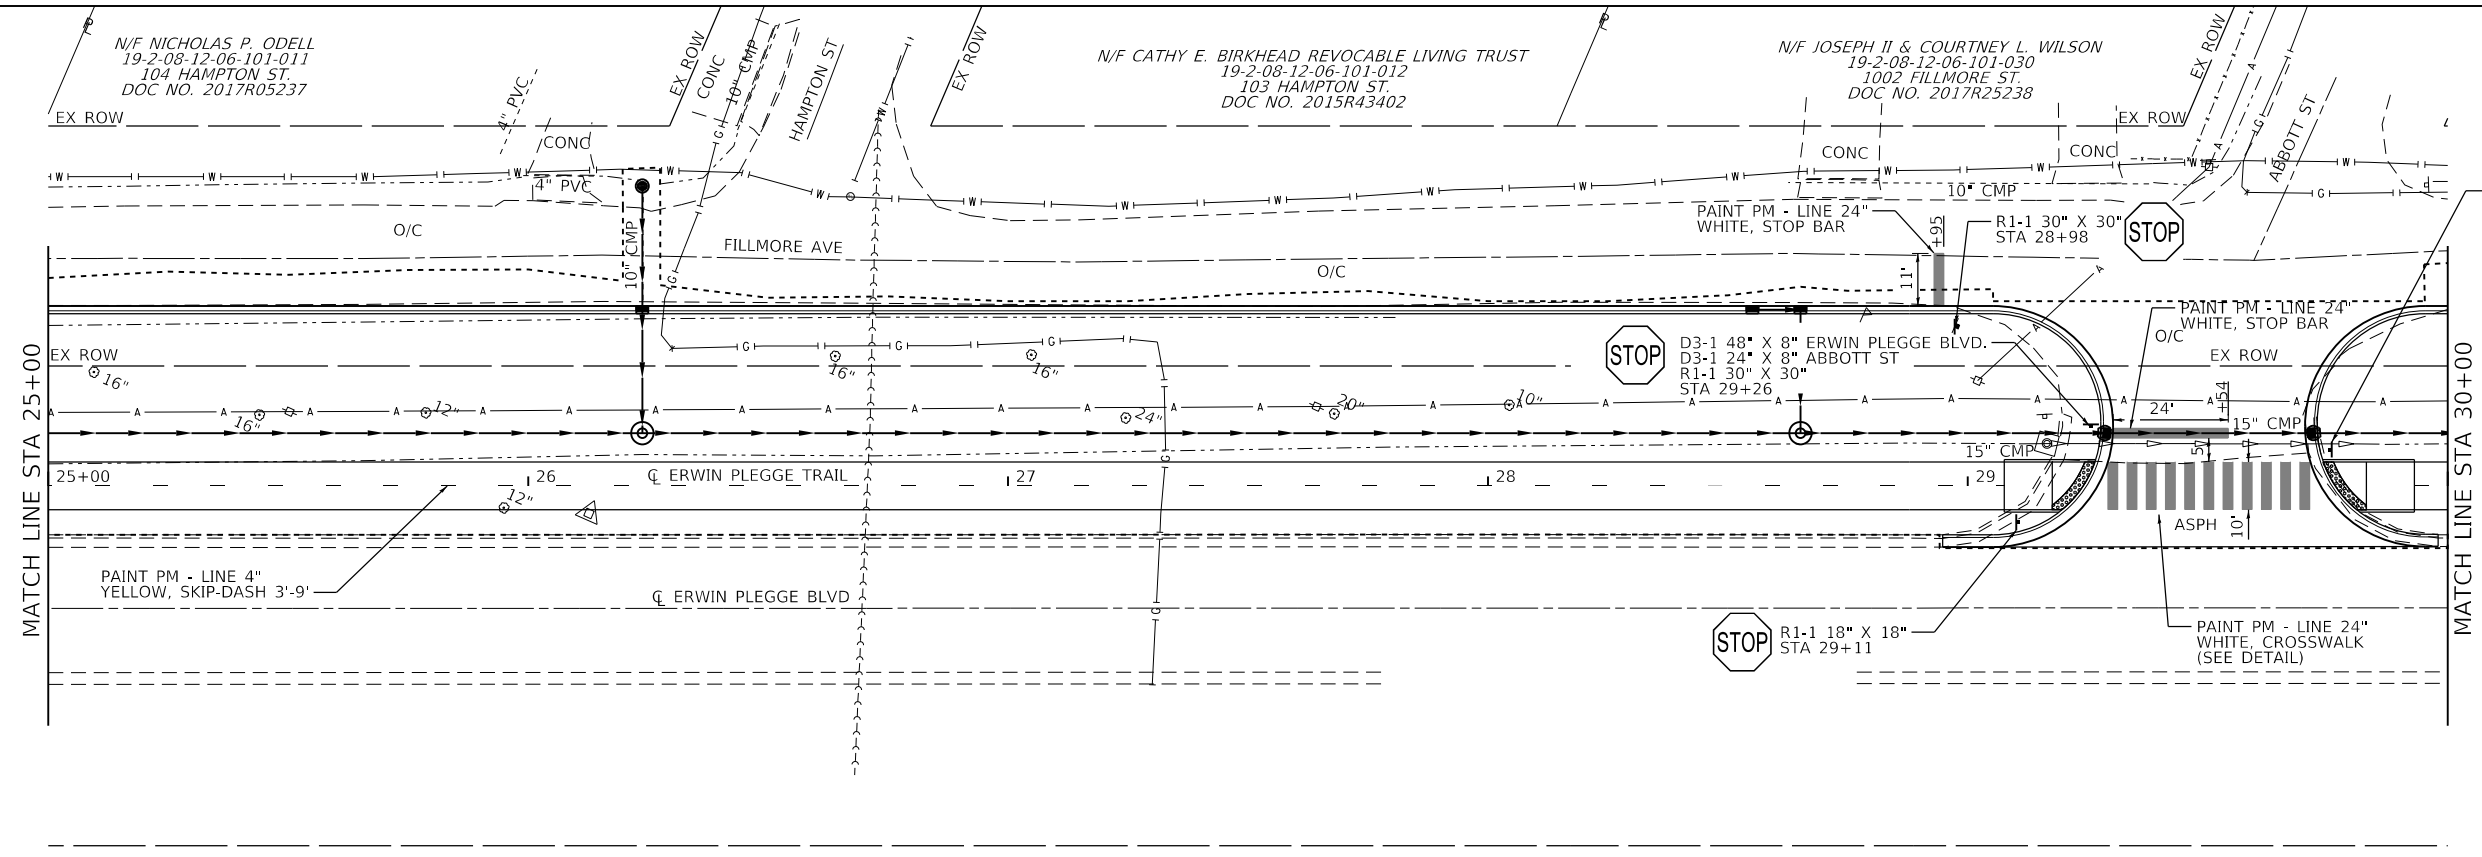 N/F NICHOLAS P. ODELL
19-2-08-12-06-101-011
104 HAMPTON ST.
DOC NO. 2017R05237
EX ROW
4" PVC
CONC
4" PVC
EX ROW
CONC
10" CMP
HAMPTON ST
EX ROW
N/F CATHY E. BIRKHEAD REVOCABLE LIVING TRUST
19-2-08-12-06-101-012
103 HAMPTON ST.
DOC NO. 2015R43402
N/F JOSEPH II & COURTNEY L. WILSON
19-2-08-12-06-101-030
1002 FILLMORE ST.
DOC NO. 2017R25238
EX ROW
EX ROW
ABBOTT ST
CONC
CONC
10" CMP
W W W W W W W W W W W W W W
O/C
10" CMP
FILLMORE AVE
O/C
PAINT PM - LINE 24"
WHITE, STOP BAR
+95
11'
R1-1 30" X 30"
STA 28+98
STOP
PAINT PM - LINE 24"
WHITE, STOP BAR
O/C
EX ROW
EX ROW
STOP
D3-1 48" X 8" ERWIN PLEGGE BLVD.
D3-1 24" X 8" ABBOTT ST
R1-1 30" X 30"
STA 29+26
G G G G G G G G
16"
16"
16"
16"
12"
24"
20"
10"
A A A A A A A A A A A A A A A A A A A A A A A A A A A A
24'
+54
15" CMP
15" CMP
5'
MATCH LINE STA 25+00
25+00
26
℄ ERWIN PLEGGE TRAIL
27
28
29
12"
ASPH
10'
MATCH LINE STA 30+00
PAINT PM - LINE 4"
YELLOW, SKIP-DASH 3'-9'
℄ ERWIN PLEGGE BLVD
STOP
R1-1 18" X 18"
STA 29+11
PAINT PM - LINE 24"
WHITE, CROSSWALK
(SEE DETAIL)